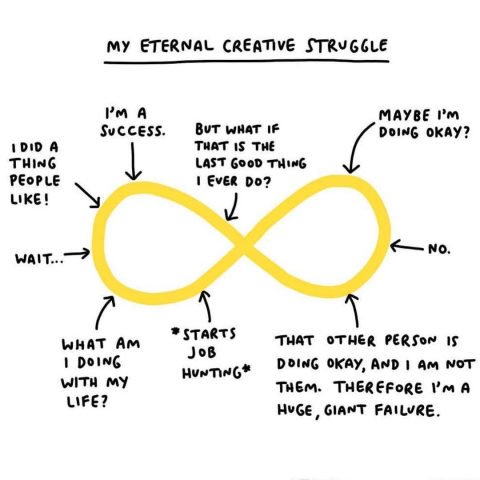 MY ETERNAL CREATIVE STRUGGLE
I'M A
SUCCESS.
BUT WHAT IF
THAT IS THE
LAST GOOD THING
I EVER DO?
MAYBE I'M
DOING OKAY?
I DID A
THING
PEOPLE
LIKE!
WAIT...
NO.
WHAT AM
I DOING
WITH MY
LIFE?
*STARTS
JOB
HUNTING*
THAT OTHER PERSON IS
DOING OKAY, AND I AM NOT
THEM. THEREFORE I'M A
HUGE, GIANT FAILURE.